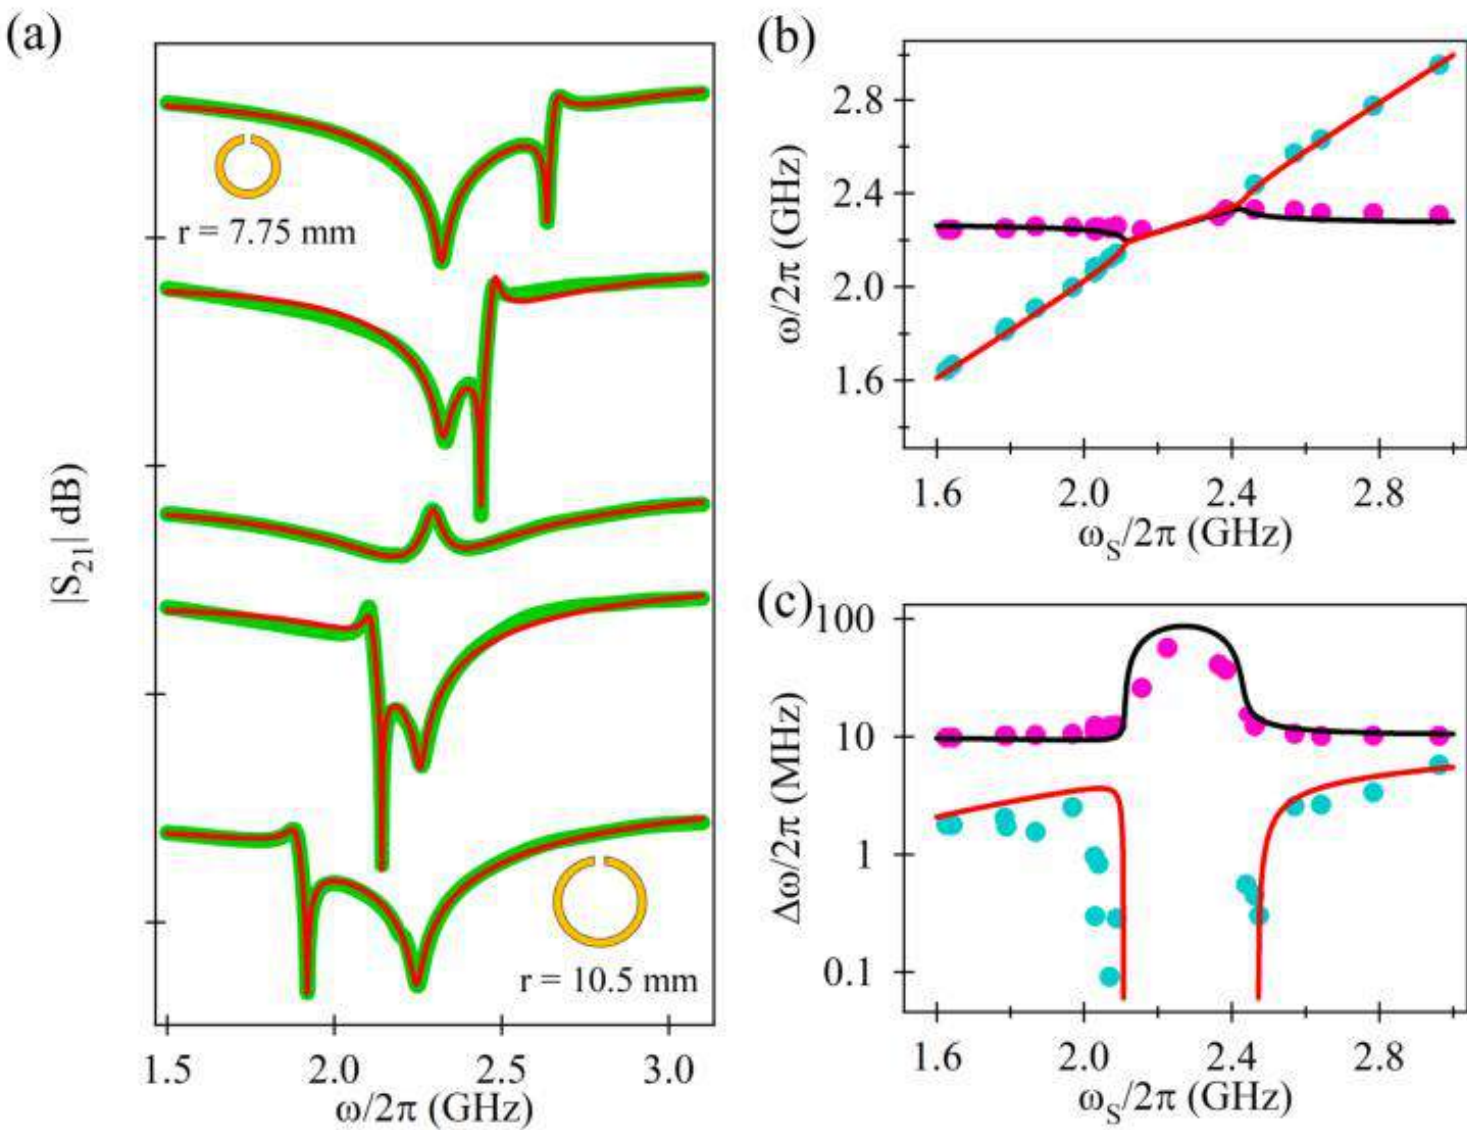 (a)
r = 7.75 mm
r = 10.5 mm
|S21| dB
1.5 2.0 2.5 3.0
ω/2π (GHz)
(b)
2.8
2.4
2.0
1.6
ω/2π (GHz)
1.6 2.0 2.4 2.8
ωS/2π (GHz)
(c)
100
10
1
0.1
Δω/2π (MHz)
1.6 2.0 2.4 2.8
ωS/2π (GHz)